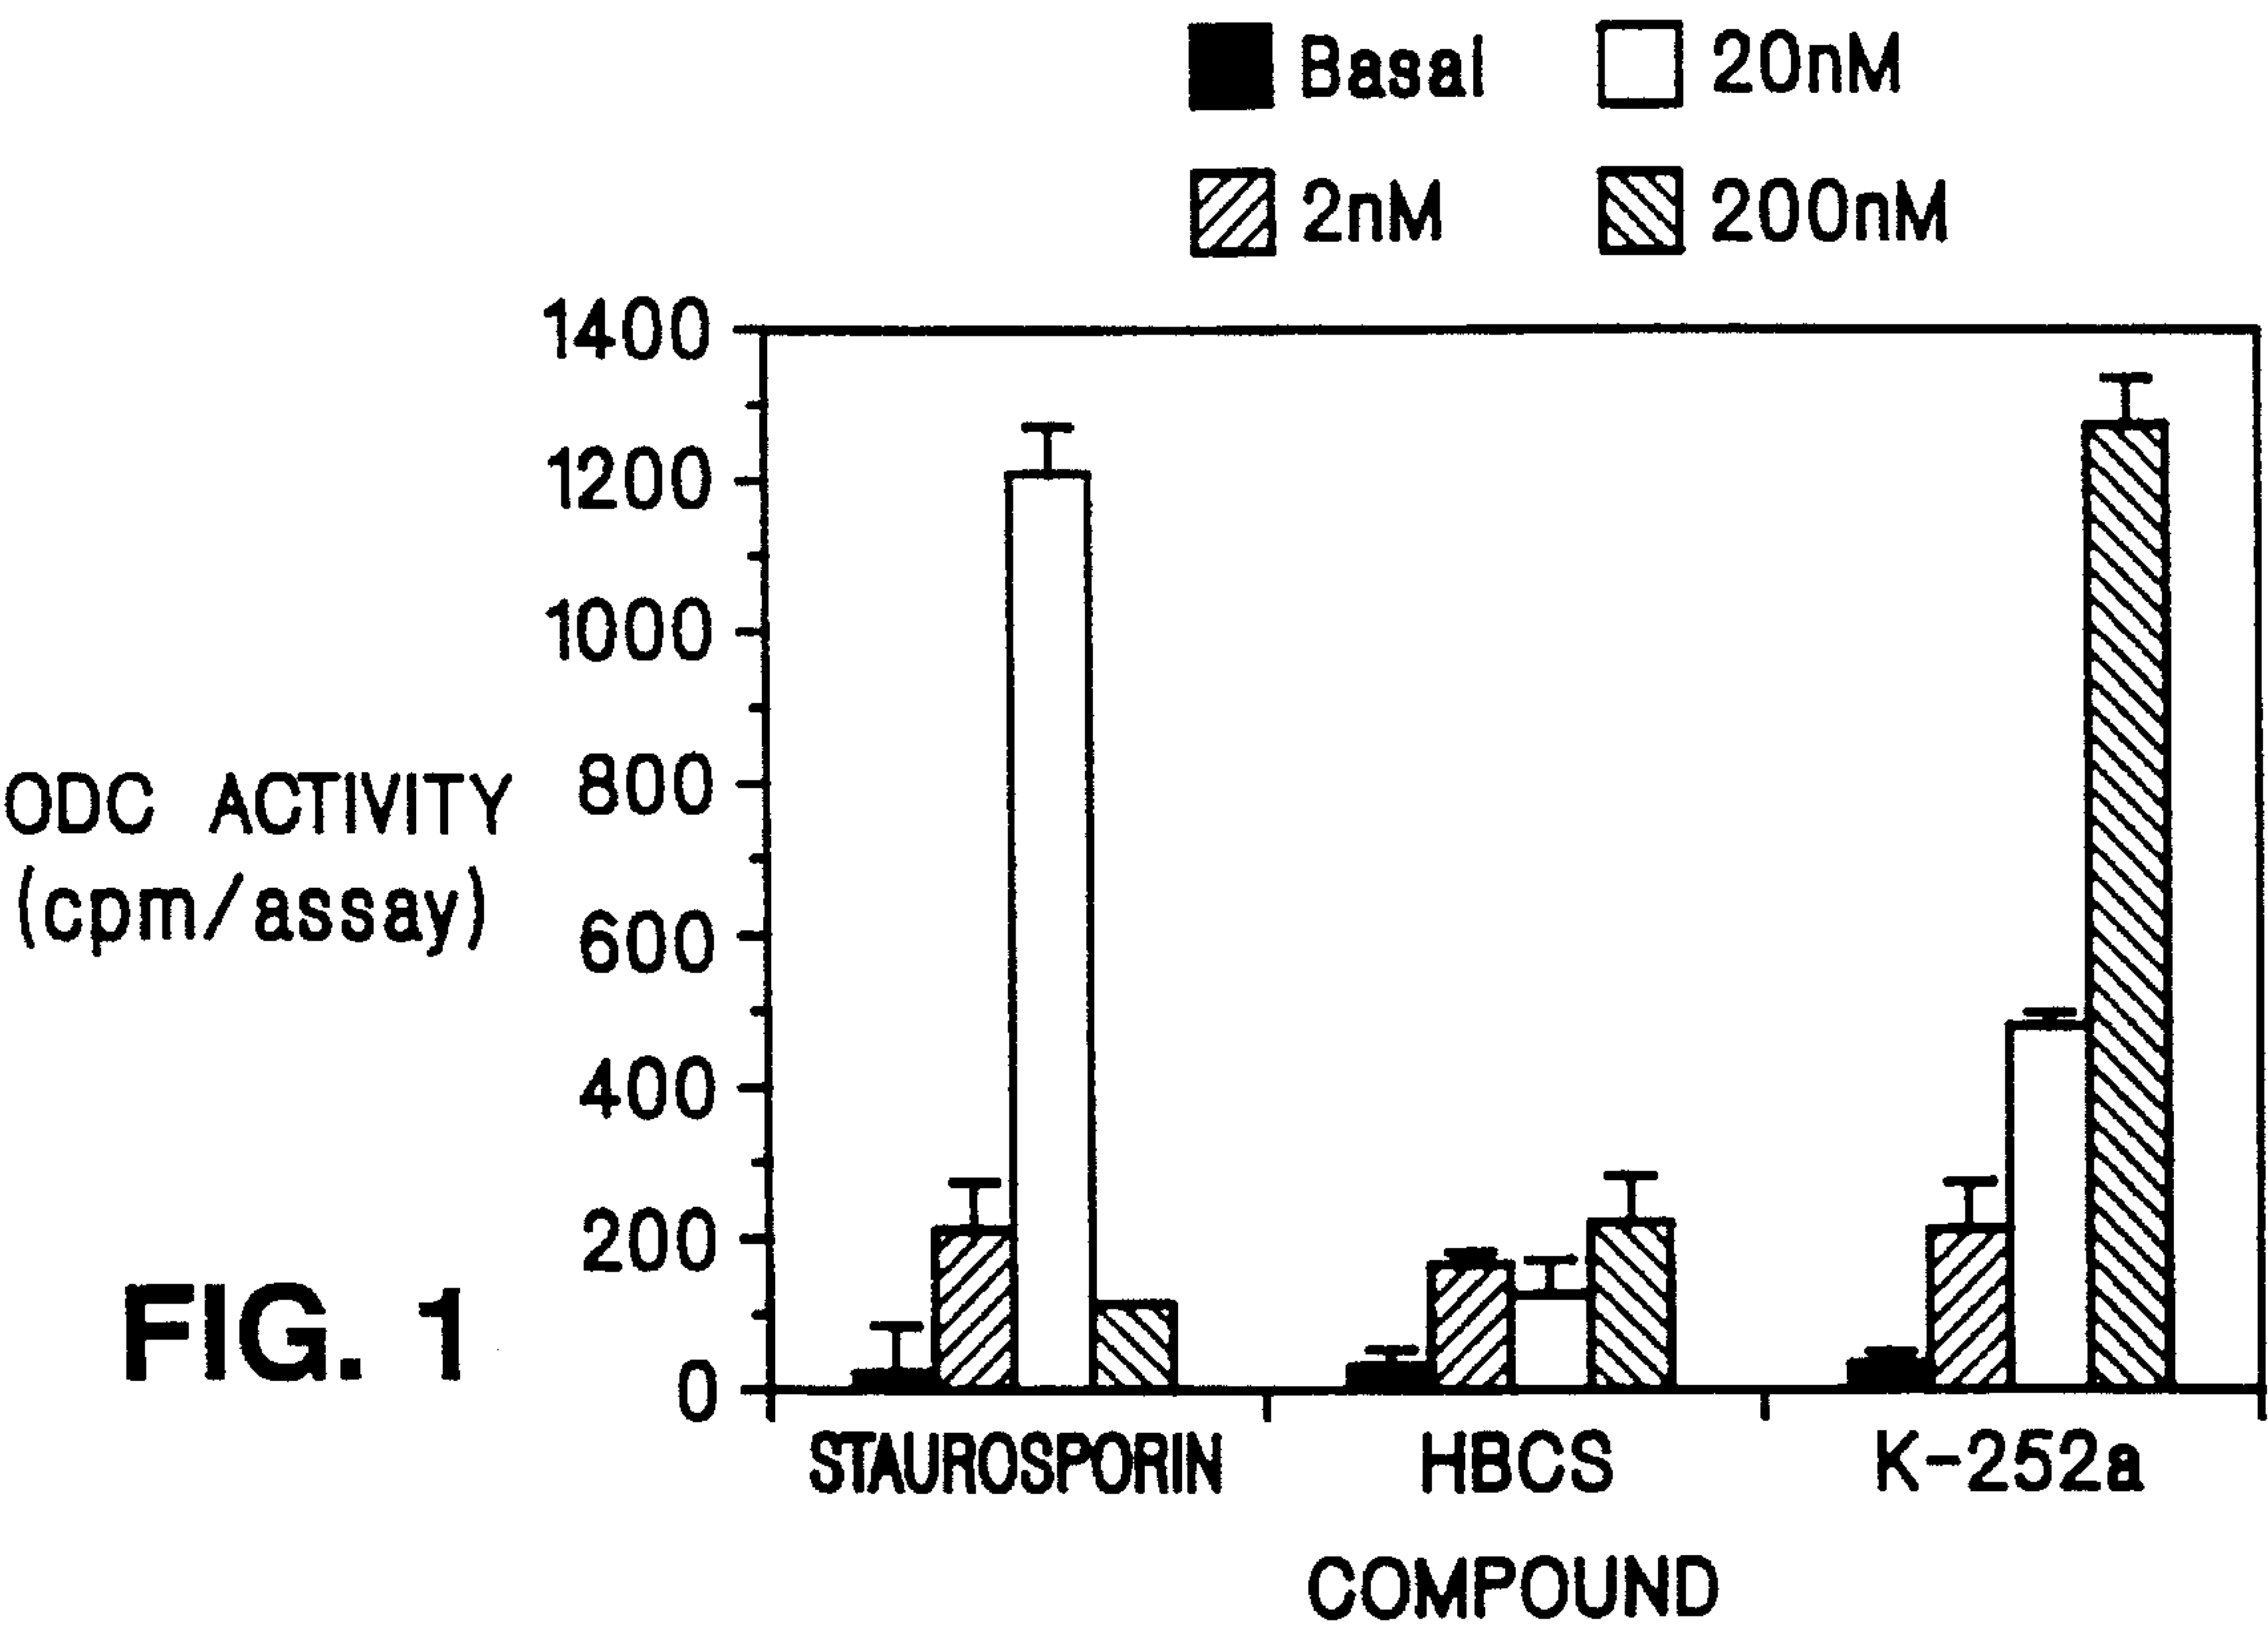 Basal 20nM
2nM 200nM
1400
1200
1000
800
600
400
200
0
ODC ACTIVITY
(cpm/assay)
FIG. 1
STAUROSPORIN HBCS K-252a
COMPOUND